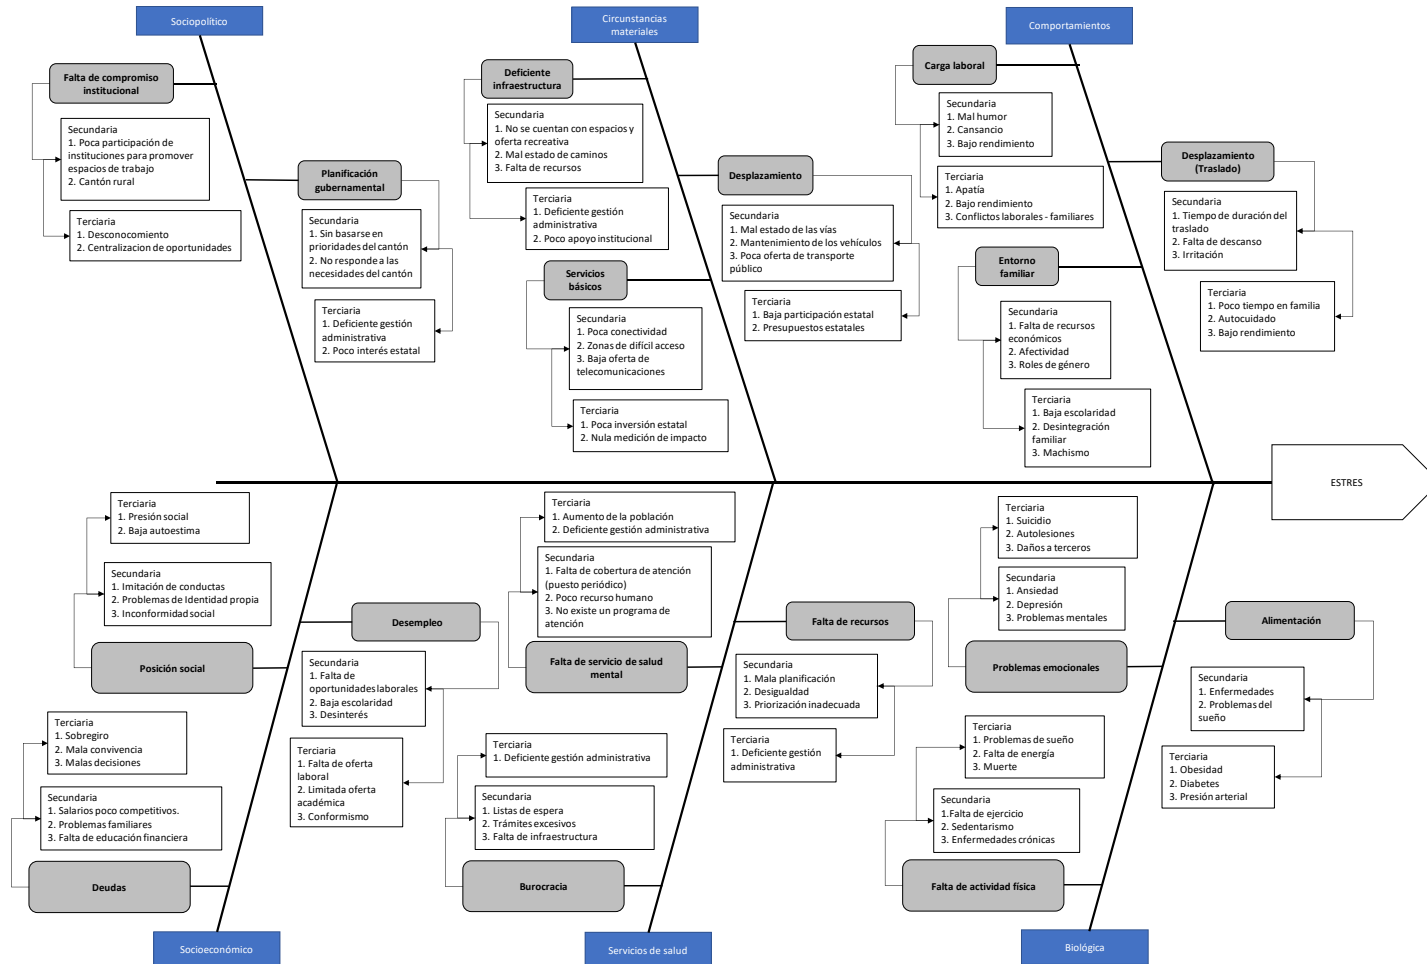 Sociopolítico
Falta de compromiso
institucional
Secundaria
1. Poca participación de
instituciones para promover
espacios de trabajo
2. Cantón rural
Terciaria
1. Desconocomiento
2. Centralizacion de oportunidades
Planificación
gubernamental
Secundaria
1. Sin basarse en
prioridades del cantón
2. No responde a las
necesidades del cantón
Terciaria
1. Deficiente gestión
administrativa
2. Poco interés estatal
Circunstancias
materiales
Deficiente
infraestructura
Secundaria
1. No se cuentan con espacios y
oferta recreativa
2. Mal estado de caminos
3. Falta de recursos
Terciaria
1. Deficiente gestión
administrativa
2. Poco apoyo institucional
Servicios
básicos
Secundaria
1. Poca conectividad
2. Zonas de difícil acceso
3. Baja oferta de
telecomunicaciones
Terciaria
1. Poca inversión estatal
2. Nula medición de impacto
Desplazamiento
Secundaria
1. Mal estado de las vías
2. Mantenimiento de los vehículos
3. Poca oferta de transporte
público
Terciaria
1. Baja participación estatal
2. Presupuestos estatales
Comportamientos
Carga laboral
Secundaria
1. Mal humor
2. Cansancio
3. Bajo rendimiento
Terciaria
1. Apatía
2. Bajo rendimiento
3. Conflictos laborales - familiares
Entorno
familiar
Secundaria
1. Falta de recursos
económicos
2. Afectividad
3. Roles de género
Terciaria
1. Baja escolaridad
2. Desintegración
familiar
3. Machismo
Desplazamiento
(Traslado)
Secundaria
1. Tiempo de duración del
traslado
2. Falta de descanso
3. Irritación
Terciaria
1. Poco tiempo en familia
2. Autocuidado
3. Bajo rendimiento
ESTRES
Terciaria
1. Presión social
2. Baja autoestima
Secundaria
1. Imitación de conductas
2. Problemas de Identidad propia
3. Inconformidad social
Posición social
Terciaria
1. Sobregiro
2. Mala convivencia
3. Malas decisiones
Secundaria
1. Salarios poco competitivos.
2. Problemas familiares
3. Falta de educación financiera
Deudas
Desempleo
Secundaria
1. Falta de
oportunidades laborales
2. Baja escolaridad
3. Desinterés
Terciaria
1. Falta de oferta
laboral
2. Limitada oferta
académica
3. Conformismo
Socioeconómico
Terciaria
1. Aumento de la población
2. Deficiente gestión administrativa
Secundaria
1. Falta de cobertura de atención
(puesto periódico)
2. Poco recurso humano
3. No existe un programa de
atención
Falta de servicio de salud
mental
Terciaria
1. Deficiente gestión administrativa
Secundaria
1. Listas de espera
2. Trámites excesivos
3. Falta de infraestructura
Burocracia
Falta de recursos
Secundaria
1. Mala planificación
2. Desigualdad
3. Priorización inadecuada
Terciaria
1. Deficiente gestión
administrativa
Servicios de salud
Terciaria
1. Suicidio
2. Autolesiones
3. Daños a terceros
Secundaria
1. Ansiedad
2. Depresión
3. Problemas mentales
Problemas emocionales
Terciaria
1. Problemas de sueño
2. Falta de energía
3. Muerte
Secundaria
1.Falta de ejercicio
2. Sedentarismo
3. Enfermedades crónicas
Falta de actividad física
Alimentación
Secundaria
1. Enfermedades
2. Problemas del
sueño
Terciaria
1. Obesidad
2. Diabetes
3. Presión arterial
Biológica